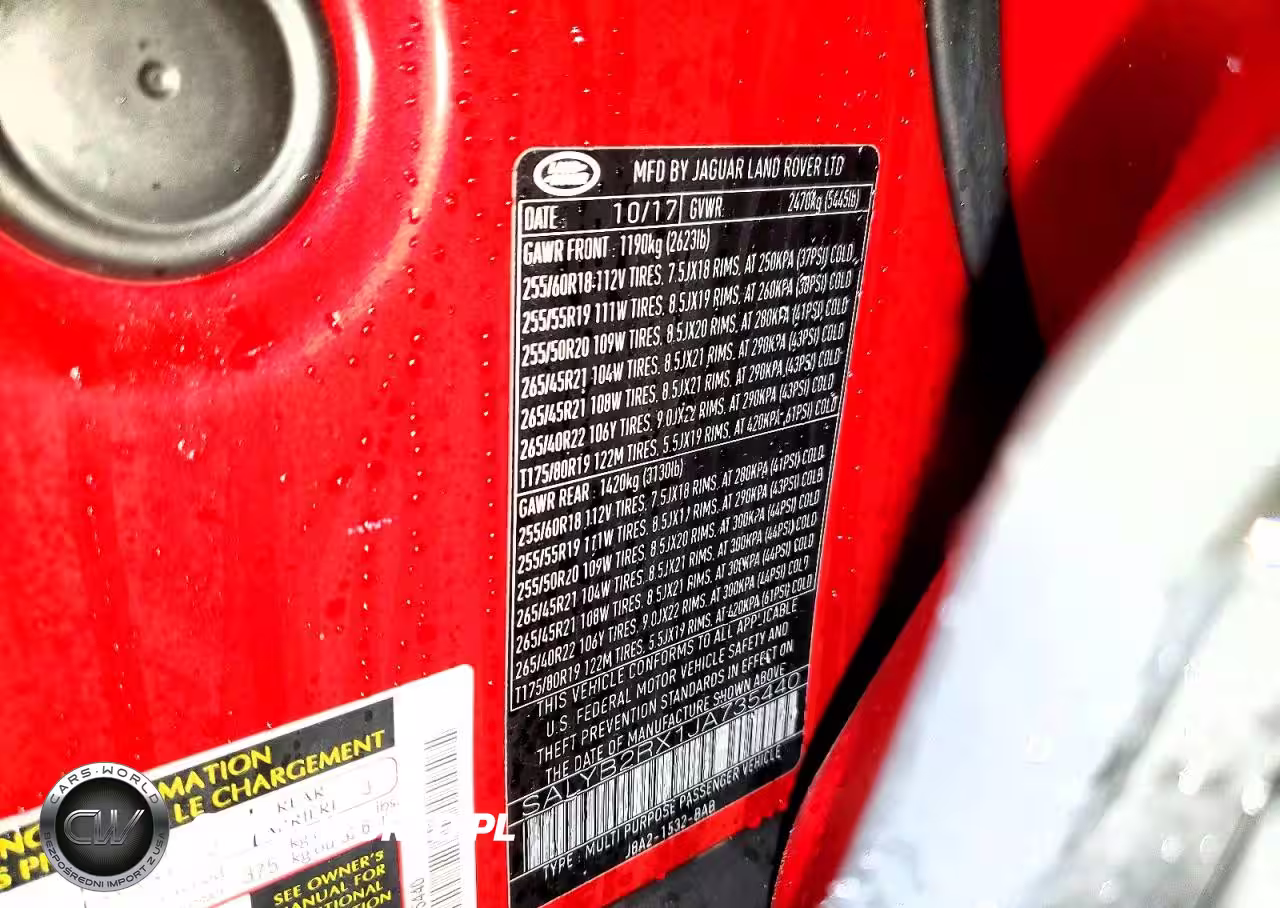 LAND-ROVER
MFD BY JAGUAR LAND ROVER LTD
DATE: 10/17 GVWR: 2470kg (5445lb)
GAWR FRONT : 1190kg (2623lb)
255/60R18 112V TIRES, 7.5JX18 RIMS, AT 250KPA (37PSI) COLD
255/55R19 111W TIRES, 8.5JX19 RIMS, AT 260KPA (38PSI) COLD
255/50R20 109W TIRES, 8.5JX20 RIMS, AT 280KPA (41PSI) COLD
265/45R21 104W TIRES, 8.5JX21 RIMS, AT 290KPA (43PSI) COLD
265/45R21 108W TIRES, 8.5JX21 RIMS, AT 290KPA (43PSI) COLD
265/40R22 106Y TIRES, 9.0JX22 RIMS, AT 290KPA (43PSI) COLD
T175/80R19 122M TIRES, 5.5JX19 RIMS, AT 420KPA, (61PSI) COLD
GAWR REAR : 1420kg (3130lb)
255/60R18 112V TIRES, 7.5JX18 RIMS, AT 280KPA (41PSI) COLD
255/55R19 111W TIRES, 8.5JX19 RIMS, AT 290KPA (43PSI) COLD
255/50R20 109W TIRES, 8.5JX20 RIMS, AT 300KPA (44PSI) COLD
265/45R21 104W TIRES, 8.5JX21 RIMS, AT 300KPA (44PSI) COLD
265/45R21 108W TIRES, 8.5JX21 RIMS, AT 300KPA (44PSI) COLD
265/40R22 106Y TIRES, 9.0JX22 RIMS, AT 300KPA (44PSI) COLD
T175/80R19 122M TIRES, 5.5JX19 RIMS, AT 420KPA (61PSI) COLD
THIS VEHICLE CONFORMS TO ALL APPLICABLE
U.S. FEDERAL MOTOR VEHICLE SAFETY AND
THEFT PREVENTION STANDARDS IN EFFECT ON
THE DATE OF MANUFACTURE SHOWN ABOVE
SALYB2RX1JA735440
TYPE : MULTI PURPOSE PASSENGER VEHICLE
JBA2-1532-BAB
MATION
LE CHARGEMENT
375 kg
lbs.
SEE OWNER'S
MANUAL FOR
5440
CARS-WORLD
CW
BEZPOŚREDNI IMPORT Z USA
PL